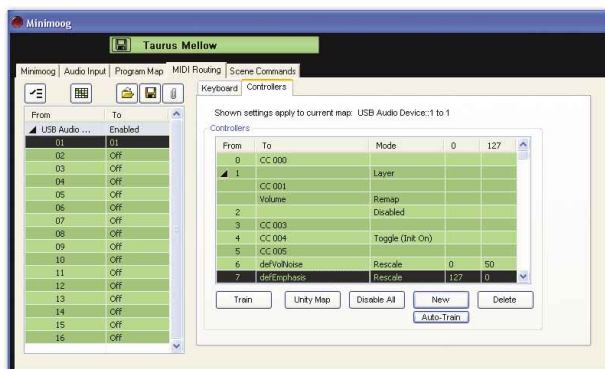 Minimoog
Taurus Mellow
Minimoog Audio Input Program Map MIDI Routing Scene Commands
Keyboard Controllers
Shown settings apply to current map: USB Audio Device::1 to 1
From To
USB Audio ... Enabled
01 01
02 Off
03 Off
04 Off
05 Off
06 Off
07 Off
08 Off
09 Off
10 Off
11 Off
12 Off
13 Off
14 Off
15 Off
16 Off
Controllers
From To Mode 0 127
0 CC 000
1 Layer
CC 001
Volume Remap
2 Disabled
3 CC 003
4 CC 004 Toggle (Init On)
5 CC 005
6 defVolNoise Rescale 0 50
7 defEmphasis Rescale 127 0
Train Unity Map Disable All New Delete
Auto-Train